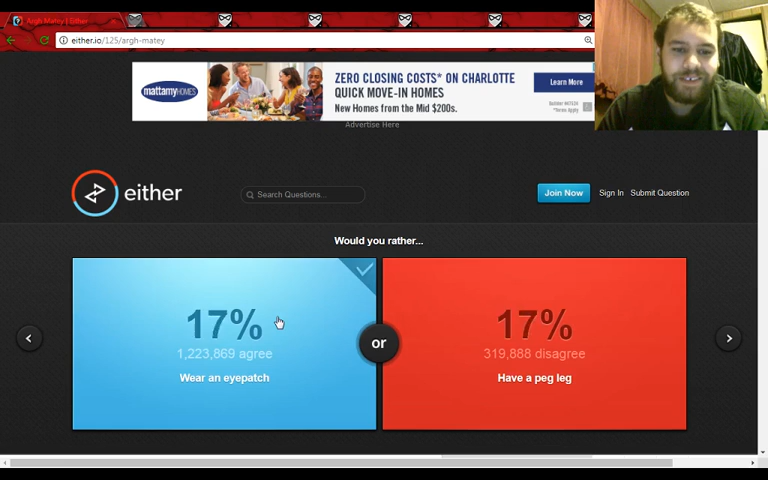 Argh Matey | Either
either.io/125/argh-matey
mattamyHOMES
ZERO CLOSING COSTS* ON CHARLOTTE
QUICK MOVE-IN HOMES
New Homes from the Mid $200s.
Learn More
Advertise Here
either
Search Questions...
Join Now
Sign In
Submit Question
Would you rather...
17%
1,223,869 agree
Wear an eyepatch
or
17%
319,888 disagree
Have a peg leg